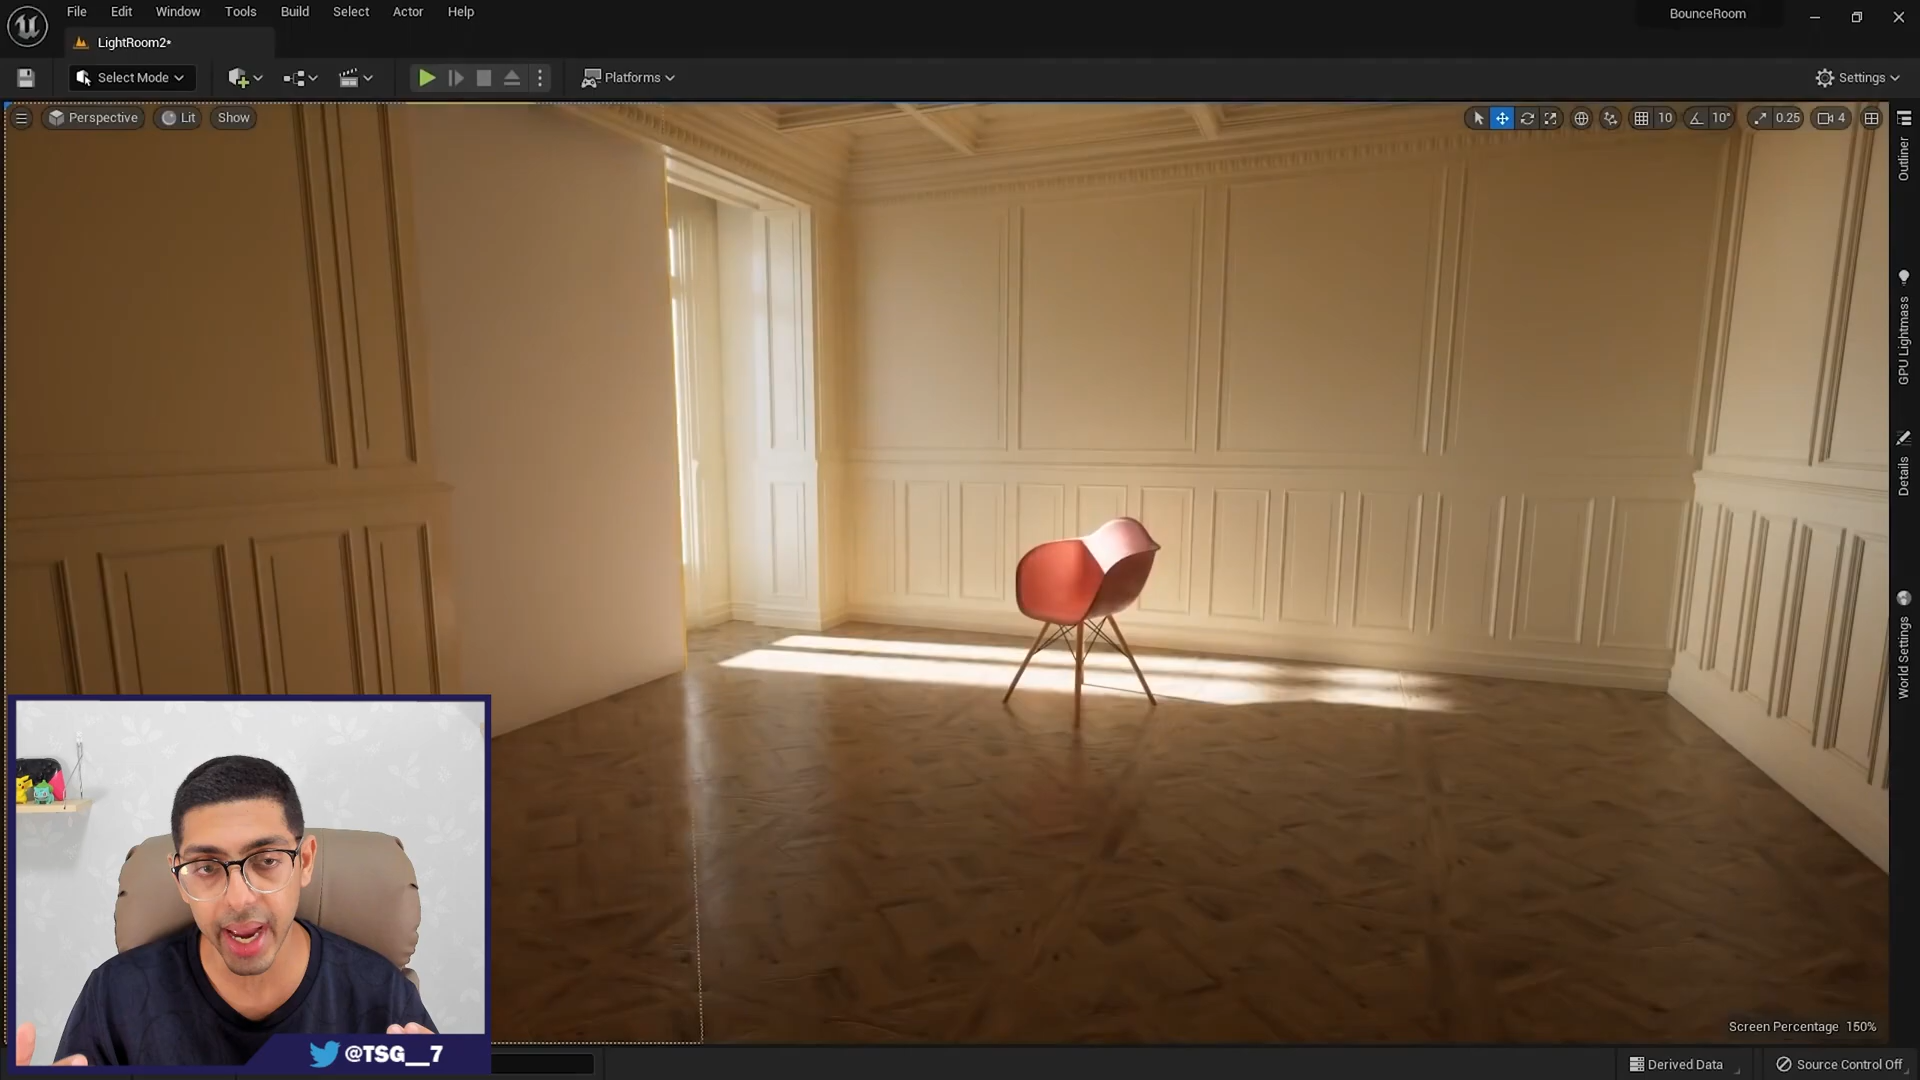 File Edit Window Tools Build Select Actor Help
BounceRoom
LightRoom2*
Select Mode
Platforms
Settings
Perspective
Lit
Show
10
10°
0.25
4
Outliner
GPU Lightmass
Details
World Settings
Screen Percentage 150%
@TSG__7
Derived Data
Source Control Off